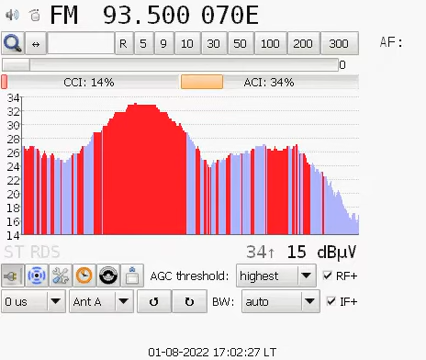 FM 93.500 070E
R 5 9 10 30 50 100 200 300 AF:
0
CCI: 14% ACI: 34%
34
32
30
28
26
24
22
20
18
16
14
ST RDS 34↑ 15 dBµV
AGC threshold: highest RF+
0 us Ant A BW: auto IF+
01-08-2022 17:02:27 LT